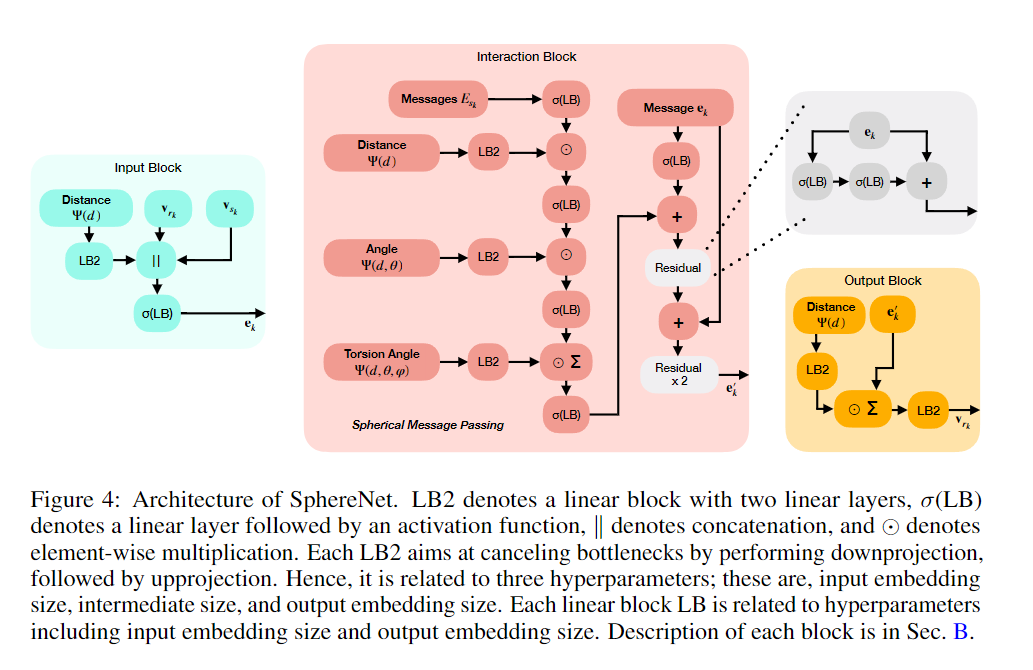 Input Block
Distance
Ψ(d)
v_{r_k}
v_{s_k}
LB2
||
σ(LB)
e_k
Interaction Block
Messages E_{s_k}
σ(LB)
Distance
Ψ(d)
LB2
⊙
σ(LB)
Angle
Ψ(d, θ)
LB2
⊙
σ(LB)
Torsion Angle
Ψ(d, θ, φ)
LB2
⊙ Σ
σ(LB)
Spherical Message Passing
Message e_k
σ(LB)
+
Residual
+
Residual
x 2
e'_k
e_k
σ(LB)
σ(LB)
+
Output Block
Distance
Ψ(d)
e'_k
LB2
⊙ Σ
LB2
v_{r_k}
Figure 4: Architecture of SphereNet. LB2 denotes a linear block with two linear layers, σ(LB)
denotes a linear layer followed by an activation function, || denotes concatenation, and ⊙ denotes
element-wise multiplication. Each LB2 aims at canceling bottlenecks by performing downprojection,
followed by upprojection. Hence, it is related to three hyperparameters; these are, input embedding
size, intermediate size, and output embedding size. Each linear block LB is related to hyperparameters
including input embedding size and output embedding size. Description of each block is in Sec. B.